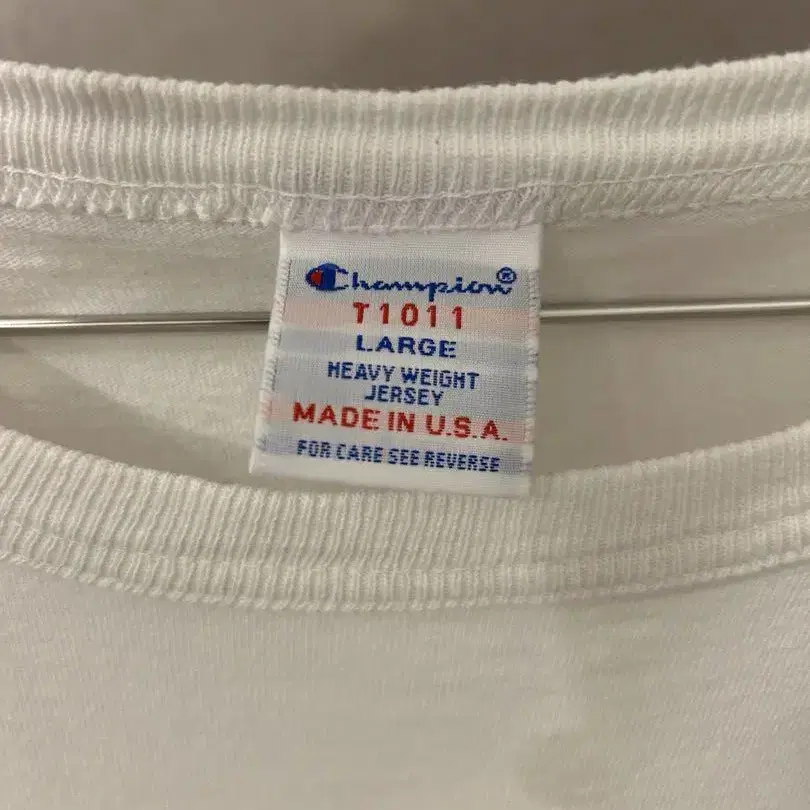 Champion®
T1011
LARGE
HEAVY WEIGHT
JERSEY
MADE IN U.S.A.
FOR CARE SEE REVERSE